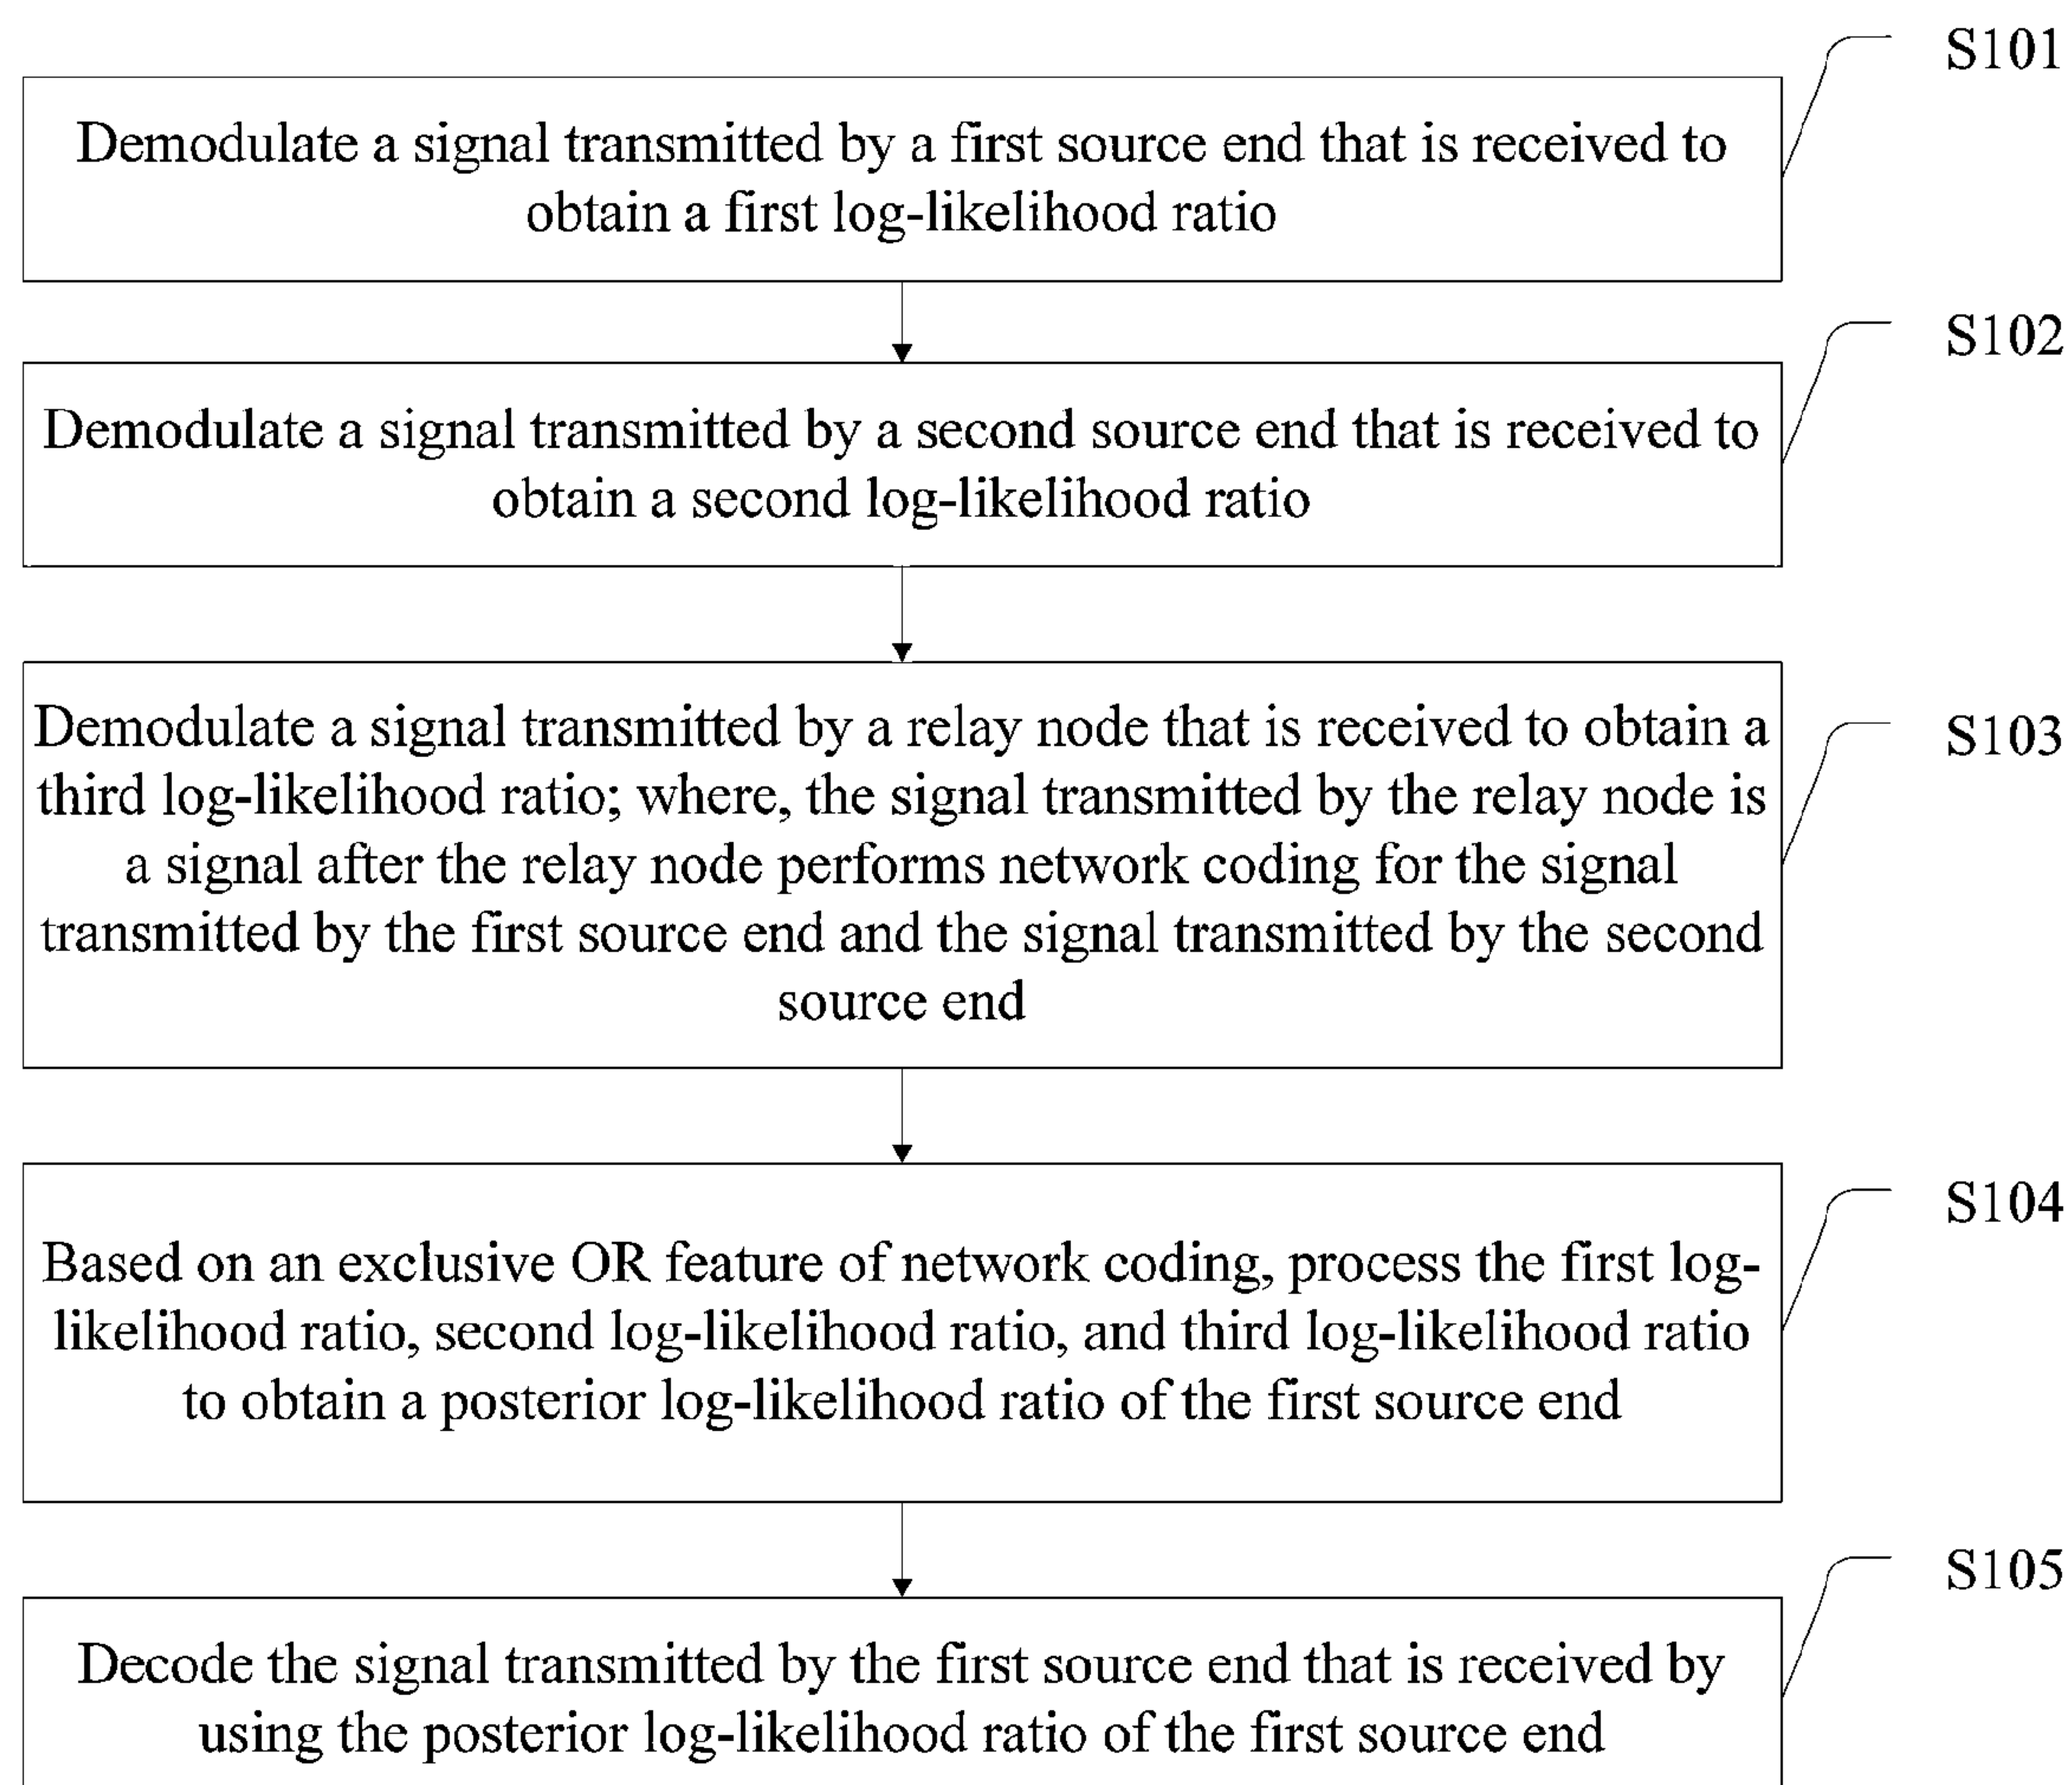 S101
Demodulate a signal transmitted by a first source end that is received to
obtain a first log-likelihood ratio
S102
Demodulate a signal transmitted by a second source end that is received to
obtain a second log-likelihood ratio
S103
Demodulate a signal transmitted by a relay node that is received to obtain a
third log-likelihood ratio; where, the signal transmitted by the relay node is
a signal after the relay node performs network coding for the signal
transmitted by the first source end and the signal transmitted by the second
source end
S104
Based on an exclusive OR feature of network coding, process the first log-
likelihood ratio, second log-likelihood ratio, and third log-likelihood ratio
to obtain a posterior log-likelihood ratio of the first source end
S105
Decode the signal transmitted by the first source end that is received by
using the posterior log-likelihood ratio of the first source end